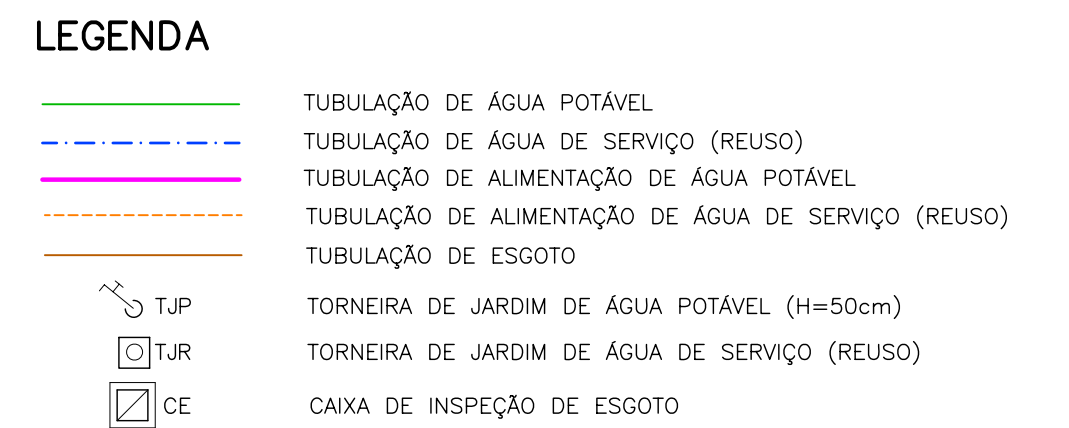 LEGENDA
TUBULAÇÃO DE ÁGUA POTÁVEL
TUBULAÇÃO DE ÁGUA DE SERVIÇO (REUSO)
TUBULAÇÃO DE ALIMENTAÇÃO DE ÁGUA POTÁVEL
TUBULAÇÃO DE ALIMENTAÇÃO DE ÁGUA DE SERVIÇO (REUSO)
TUBULAÇÃO DE ESGOTO
TJP TORNEIRA DE JARDIM DE ÁGUA POTÁVEL (H=50cm)
TJR TORNEIRA DE JARDIM DE ÁGUA DE SERVIÇO (REUSO)
CE CAIXA DE INSPEÇÃO DE ESGOTO